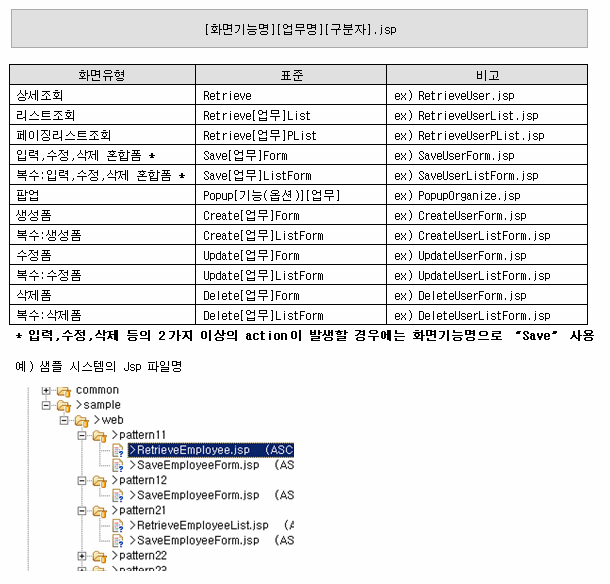 [화면기능명][업무명][구분자].jsp
화면유형 표준 비고
상세조회 Retrieve ex) RetrieveUser.jsp
리스트조회 Retrieve[업무]List ex) RetrieveUserList.jsp
페이징리스트조회 Retrieve[업무]PList ex) RetrieveUserPList.jsp
입력,수정,삭제 혼합폼 * Save[업무]Form ex) SaveUserForm.jsp
복수:입력,수정,삭제 혼합폼 * Save[업무]ListForm ex) SaveUserListForm.jsp
팝업 Popup[기능(옵션)][업무] ex) PopupOrganize.jsp
생성폼 Create[업무]Form ex) CreateUserForm.jsp
복수:생성폼 Create[업무]ListForm ex) CreateUserListForm.jsp
수정폼 Update[업무]Form ex) UpdateUserForm.jsp
복수:수정폼 Update[업무]ListForm ex) UpdateUserListForm.jsp
삭제폼 Delete[업무]Form ex) DeleteUserForm.jsp
복수:삭제폼 Delete[업무]ListForm ex) DeleteUserListForm.jsp
* 입력,수정,삭제 등의 2가지 이상의 action이 발생할 경우에는 화면기능명으로 “Save” 사용
예) 샘플 시스템의 Jsp 파일명
common
>sample
>web
>pattern11
>RetrieveEmployee.jsp (ASC
>SaveEmployeeForm.jsp (AS
>pattern12
>SaveEmployeeForm.jsp (AS
>pattern21
>RetrieveEmployeeList.jsp (A
>SaveEmployeeForm.jsp (AS
>pattern22
>pattern23